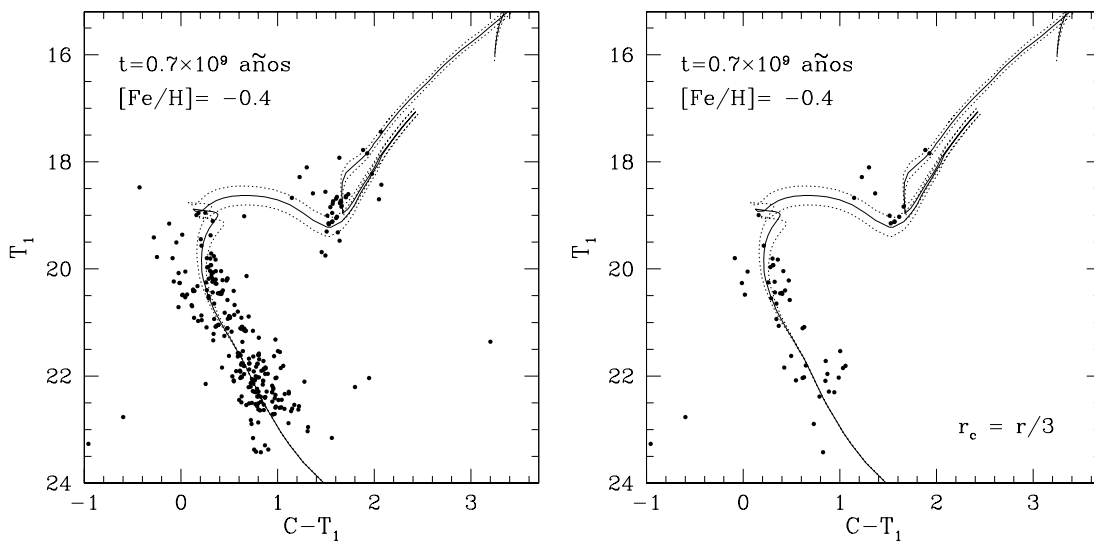 t=0.7×10⁹ años
[Fe/H]= −0.4
16
18
20
22
24
T₁
−1
0
1
2
3
C−T₁
t=0.7×10⁹ años
[Fe/H]= −0.4
r_c = r/3
16
18
20
22
24
T₁
−1
0
1
2
3
C−T₁